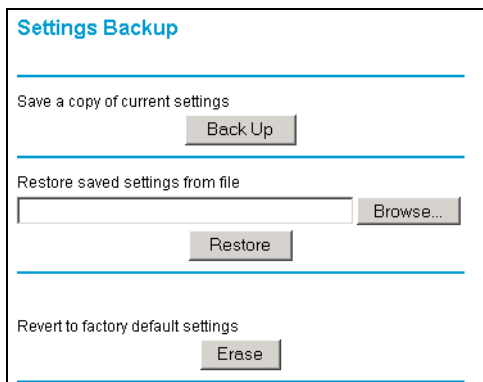 Settings Backup
Save a copy of current settings
Back Up
Restore saved settings from file
Browse...
Restore
Revert to factory default settings
Erase